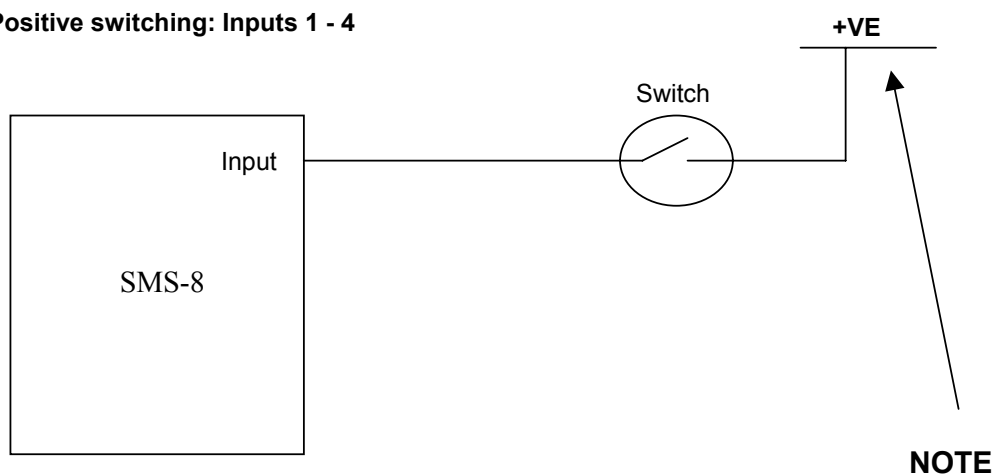 Positive switching: Inputs 1 - 4
+VE
Switch
Input
SMS-8
NOTE